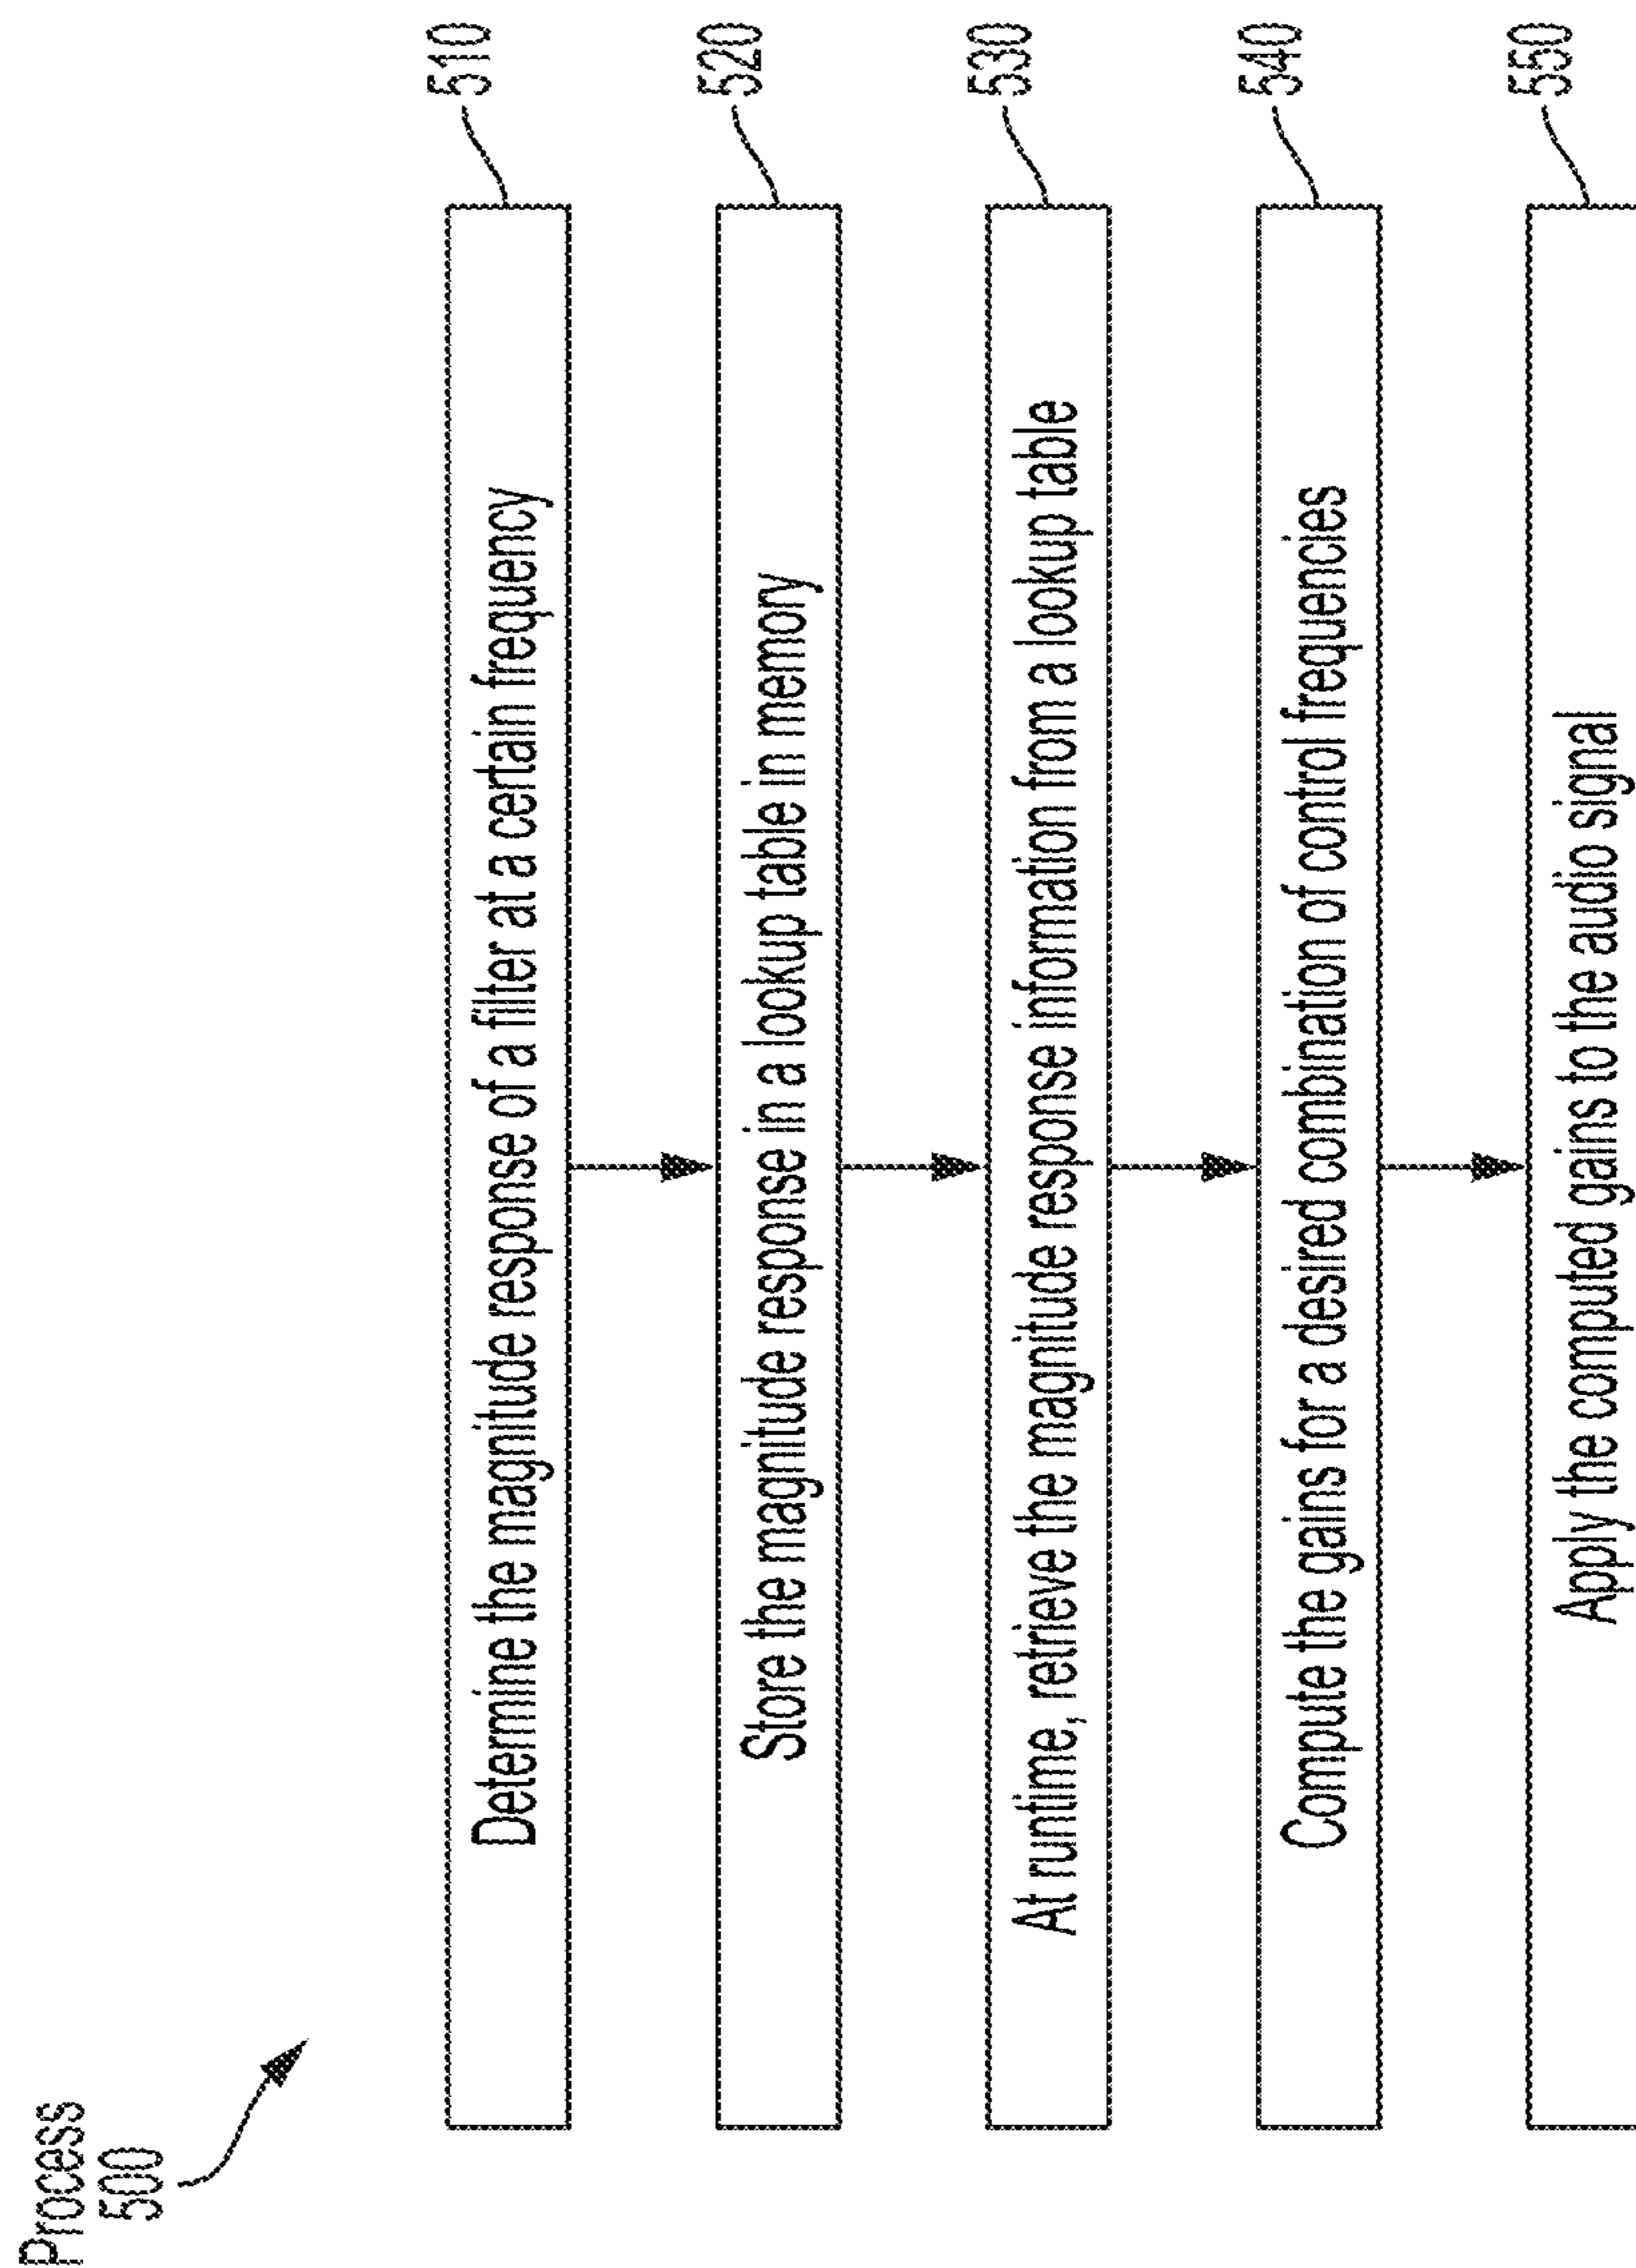 Process
500
510
Determine the magnitude response of a filter at a certain frequency
520
Store the magnitude response in a lookup table in memory
530
At runtime, retrieve the magnitude response information from a lookup table
540
Compute the gains for a desired combination of control frequencies
550
Apply the computed gains to the audio signal